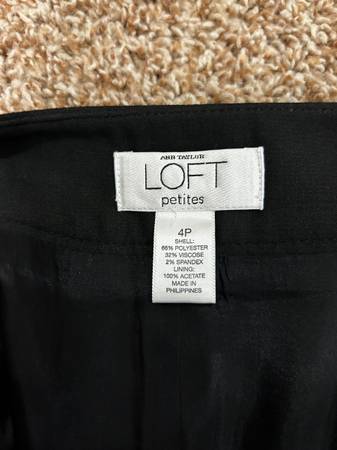 ANN TAYLOR
LOFT
petites
4P
SHELL:
66% POLYESTER
32% VISCOSE
2% SPANDEX
LINING:
100% ACETATE
MADE IN
PHILIPPINES